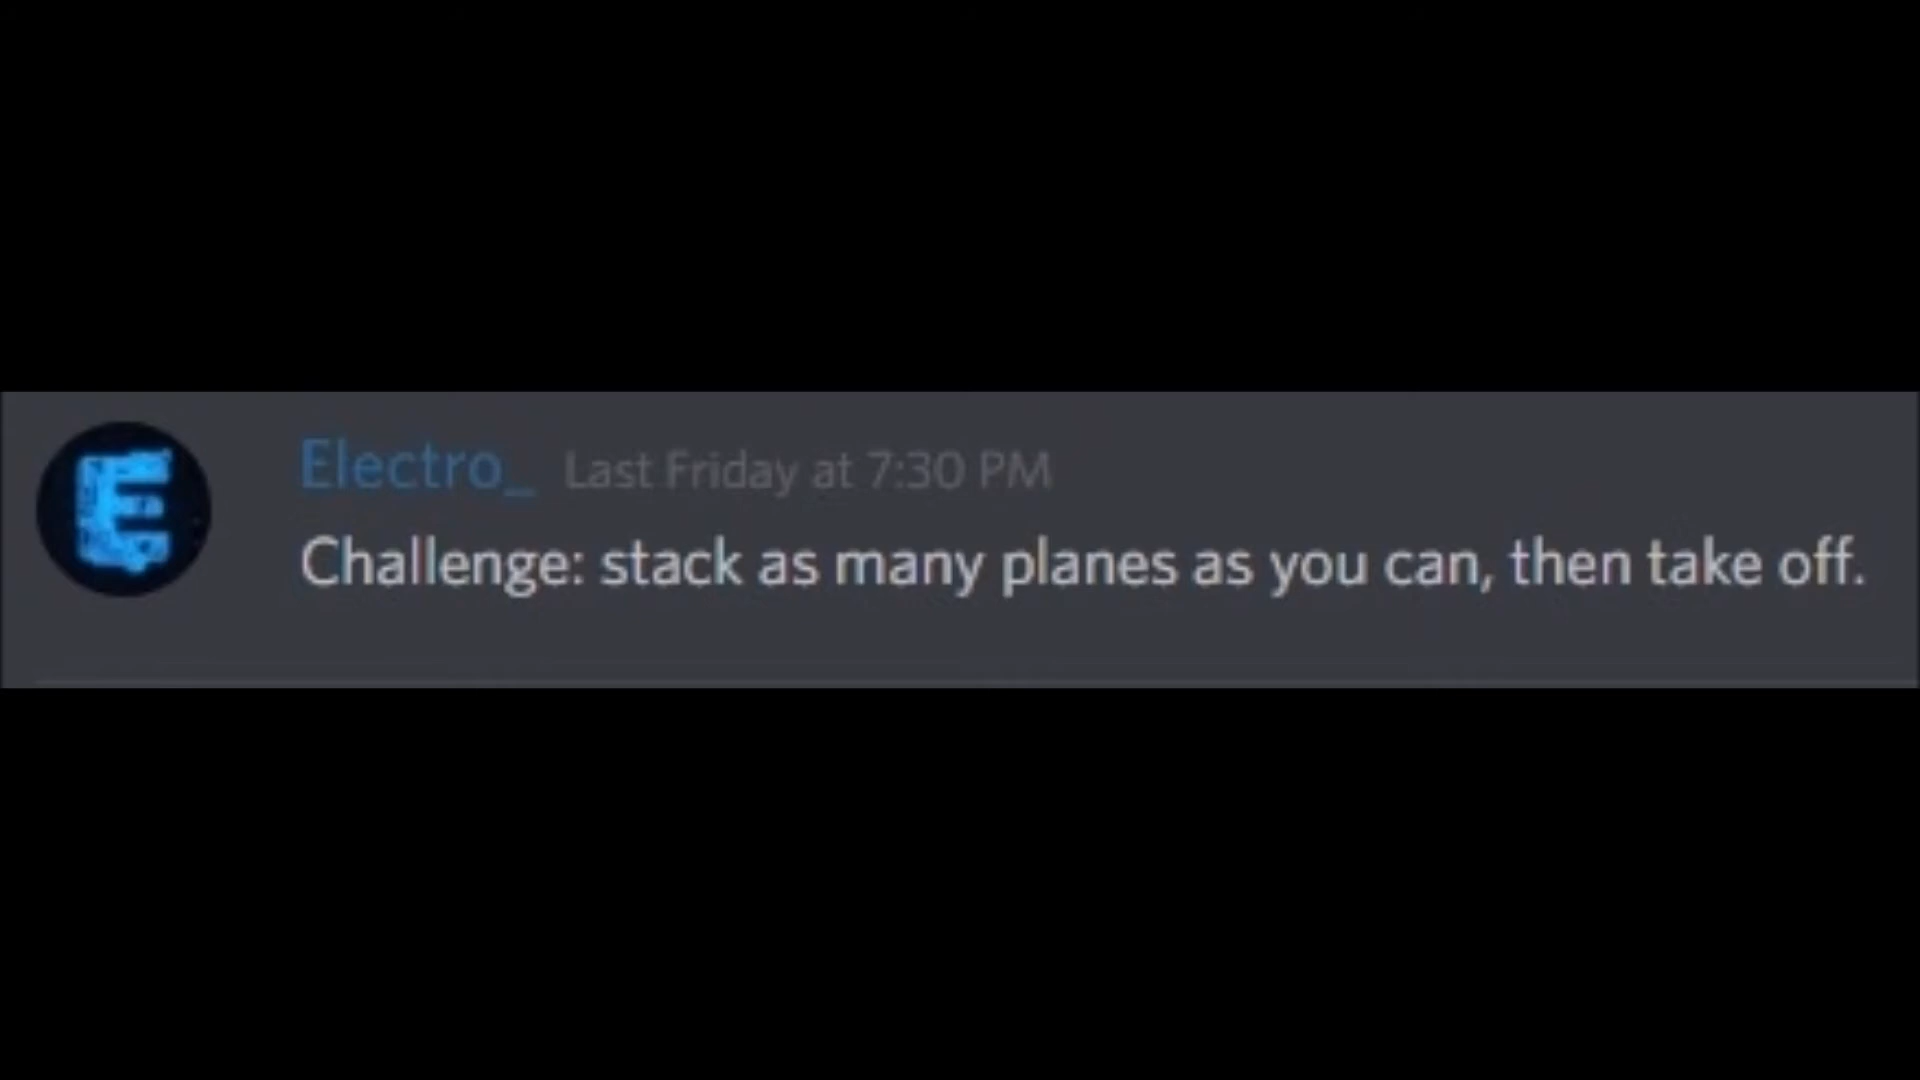 E
Electro_ Last Friday at 7:30 PM
Challenge: stack as many planes as you can, then take off.